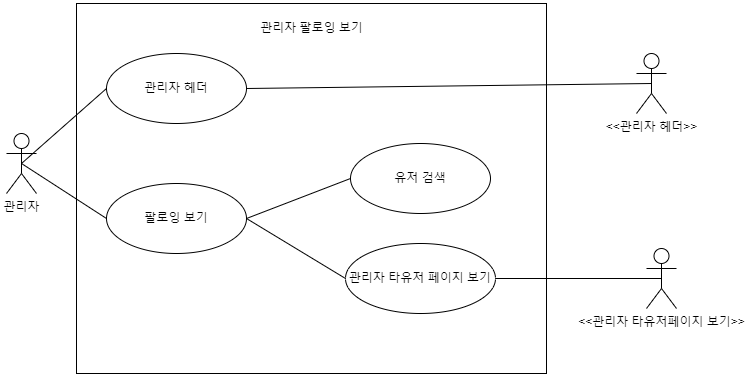 관리자 팔로잉 보기
관리자 헤더
<<관리자 헤더>>
관리자
유저 검색
팔로잉 보기
관리자 타유저 페이지 보기
<<관리자 타유저페이지 보기>>